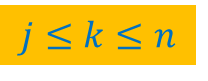 j ≤ k ≤ n